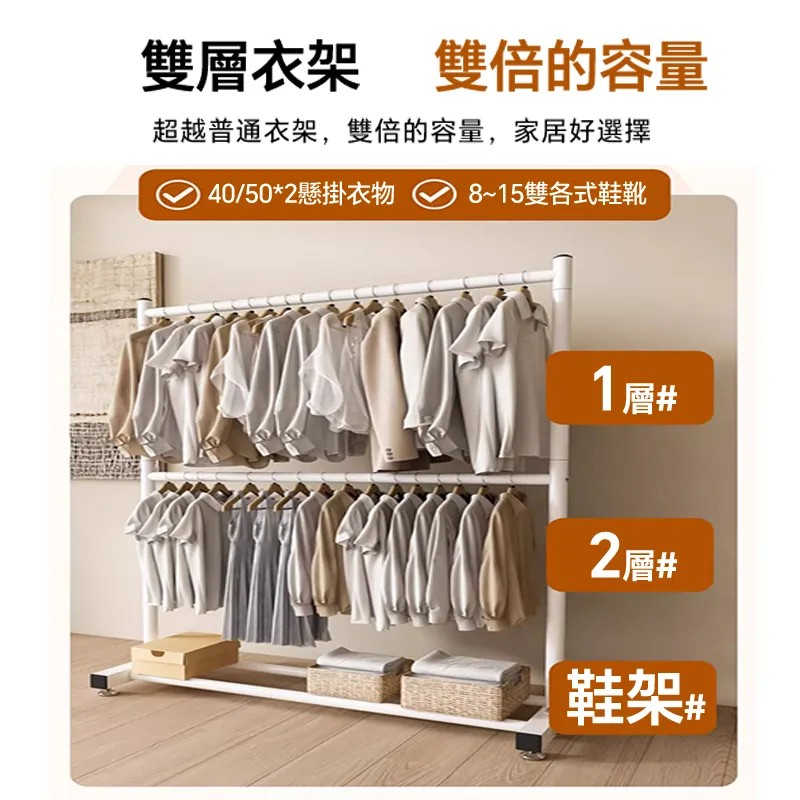 雙層衣架 雙倍的容量
超越普通衣架，雙倍的容量，家居好選擇
40/50*2懸掛衣物 8~15雙各式鞋靴
1層#
2層#
鞋架#